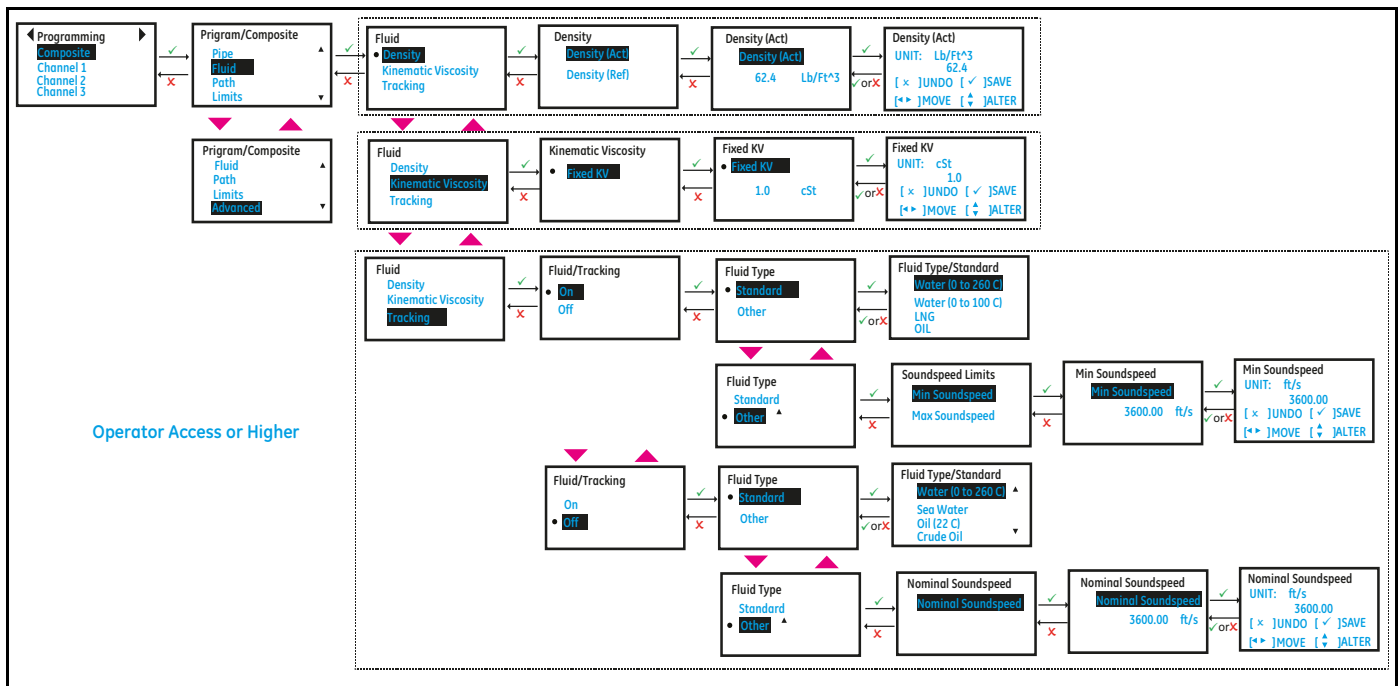 Programming
Composite
Channel 1
Channel 2
Channel 3
Prigram/Composite
Pipe
Fluid
Path
Limits
Fluid
Density
Kinematic Viscosity
Tracking
Density
Density (Act)
Density (Ref)
Density (Act)
Density (Act)
62.4 Lb/Ft^3
Density (Act)
UNIT: Lb/Ft^3
62.4
[ x ]UNDO [ ✓ ]SAVE
[◄ ► ]MOVE [ ▲▼ ]ALTER
✓orX
Prigram/Composite
Fluid
Path
Limits
Advanced
Fluid
Density
Kinematic Viscosity
Tracking
Kinematic Viscosity
Fixed KV
Fixed KV
Fixed KV
1.0 cSt
Fixed KV
UNIT: cSt
1.0
[ x ]UNDO [ ✓ ]SAVE
[◄ ► ]MOVE [ ▲▼ ]ALTER
✓orX
Fluid
Density
Kinematic Viscosity
Tracking
Fluid/Tracking
On
Off
Fluid Type
Standard
Other
Fluid Type/Standard
Water (0 to 260 C)
Water (0 to 100 C)
LNG
OIL
✓orX
Fluid Type
Standard
Other
Soundspeed Limits
Min Soundspeed
Max Soundspeed
Min Soundspeed
Min Soundspeed
3600.00 ft/s
Min Soundspeed
UNIT: ft/s
3600.00
[ x ]UNDO [ ✓ ]SAVE
[◄ ► ]MOVE [ ▲▼ ]ALTER
✓orX
Operator Access or Higher
Fluid/Tracking
On
Off
Fluid Type
Standard
Other
Fluid Type/Standard
Water (0 to 260 C)
Sea Water
Oil (22 C)
Crude Oil
✓orX
Fluid Type
Standard
Other
Nominal Soundspeed
Nominal Soundspeed
Nominal Soundspeed
Nominal Soundspeed
3600.00 ft/s
Nominal Soundspeed
UNIT: ft/s
3600.00
[ x ]UNDO [ ✓ ]SAVE
[◄ ► ]MOVE [ ▲▼ ]ALTER
✓orX